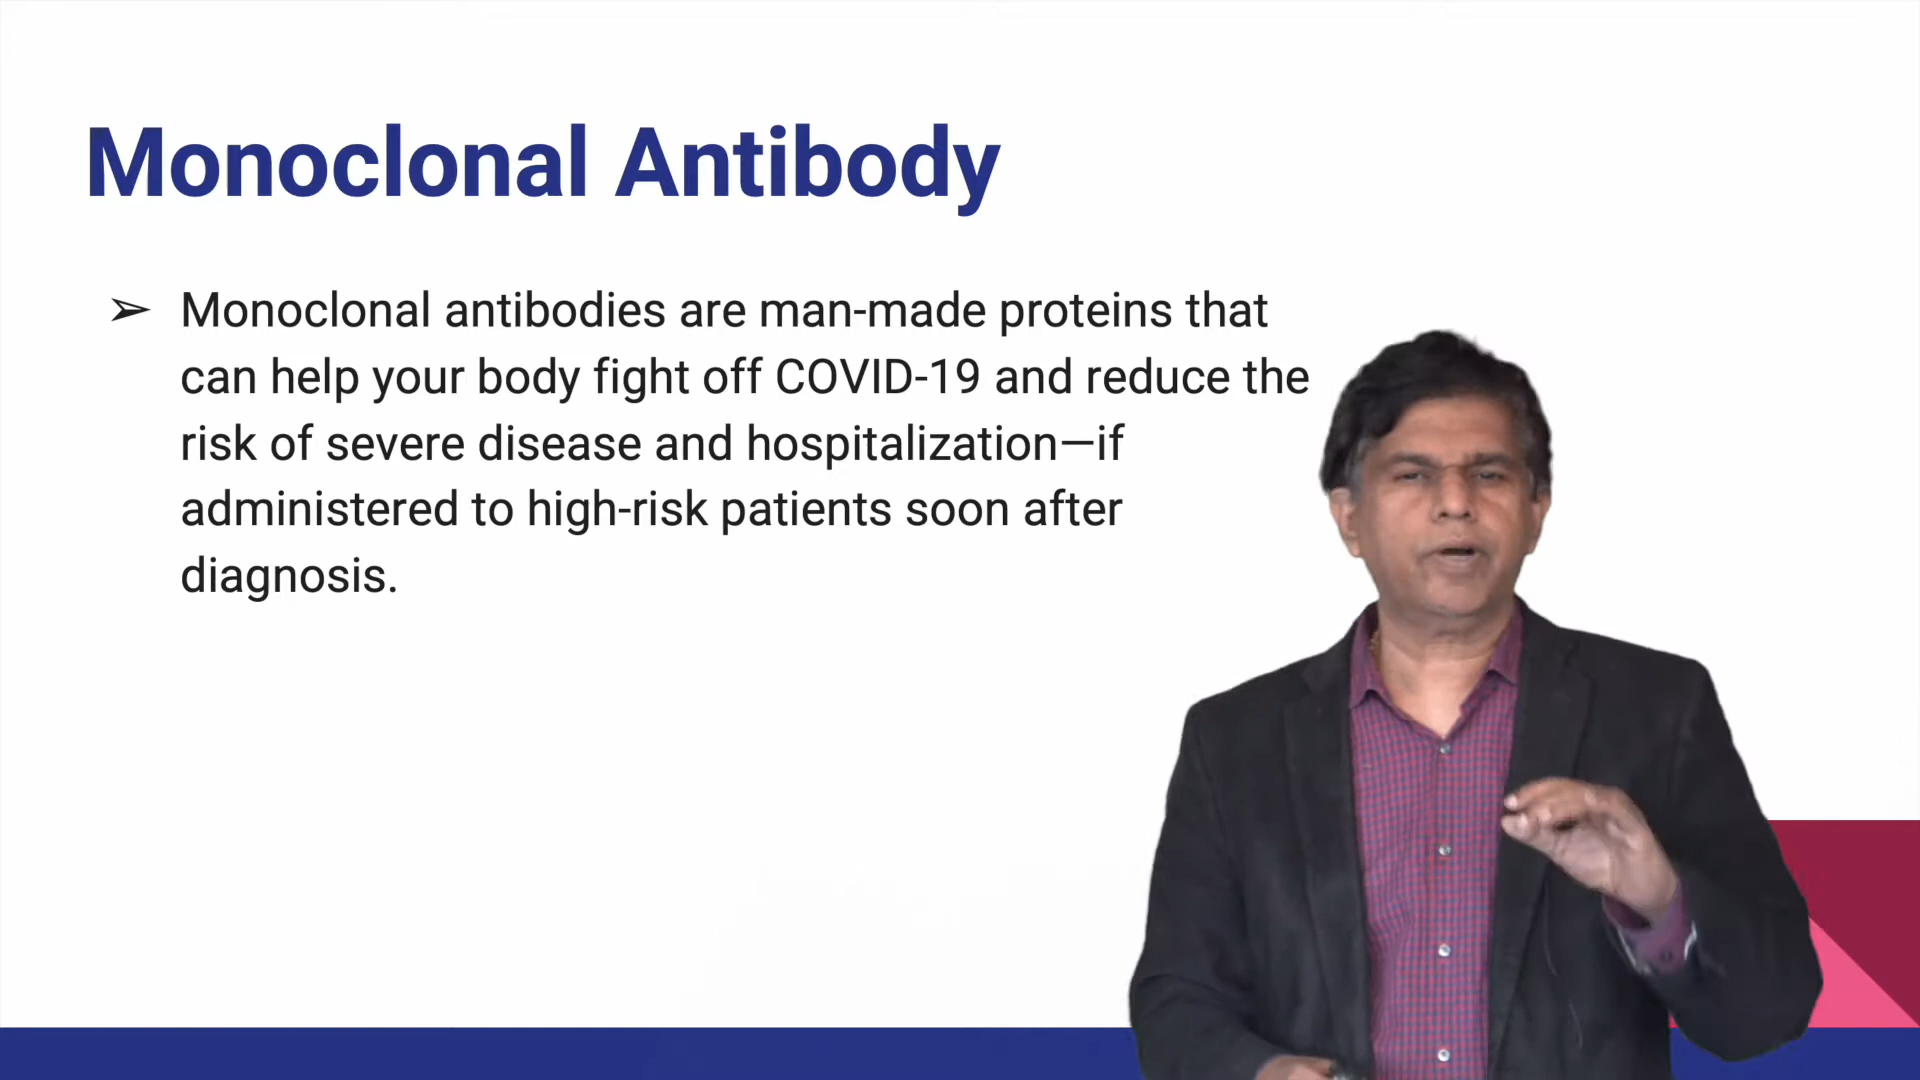 Monoclonal Antibody
➢ Monoclonal antibodies are man-made proteins that
can help your body fight off COVID-19 and reduce the
risk of severe disease and hospitalization—if
administered to high-risk patients soon after
diagnosis.